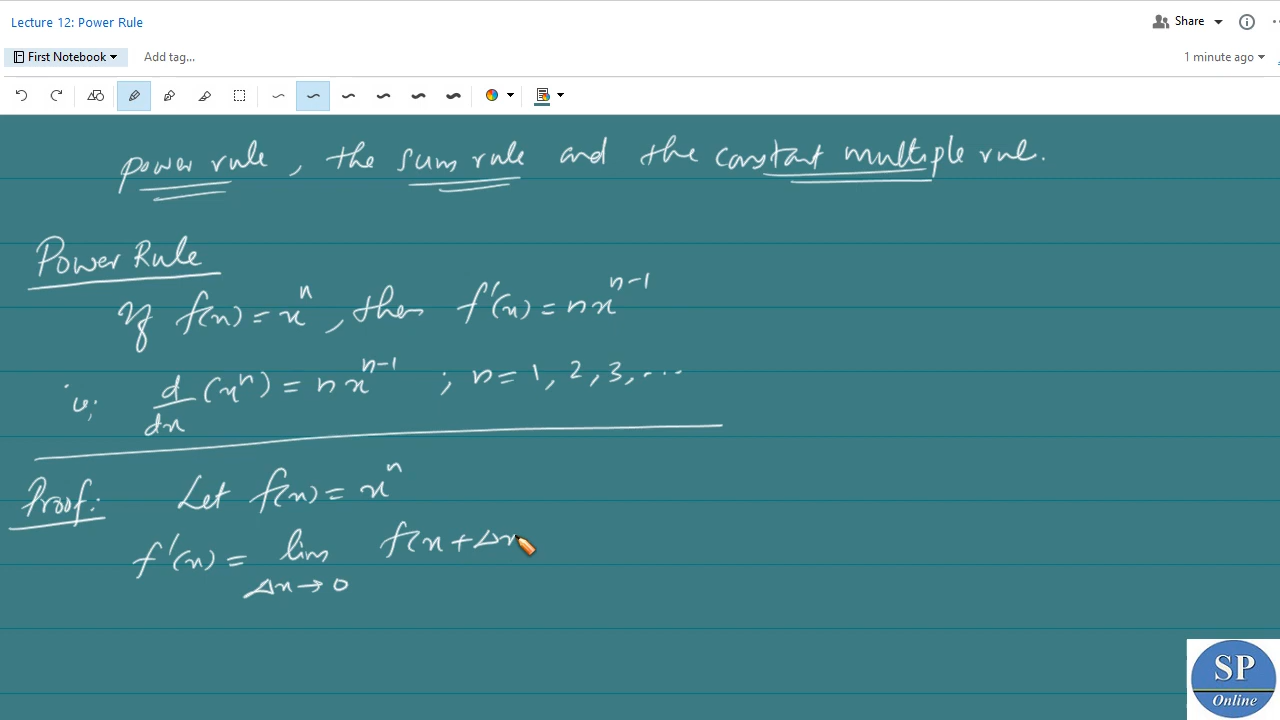 Lecture 12: Power Rule
Share
First Notebook
Add tag...
1 minute ago
power rule, the sum rule and the constant multiple rule.
Power Rule
If f(x) = x^n, then f'(x) = nx^{n-1}
ie; d/dx (x^n) = nx^{n-1} ; n = 1, 2, 3, ...
Proof: Let f(x) = x^n
f'(x) = lim Δx→0 f(x+Δx
SP
Online